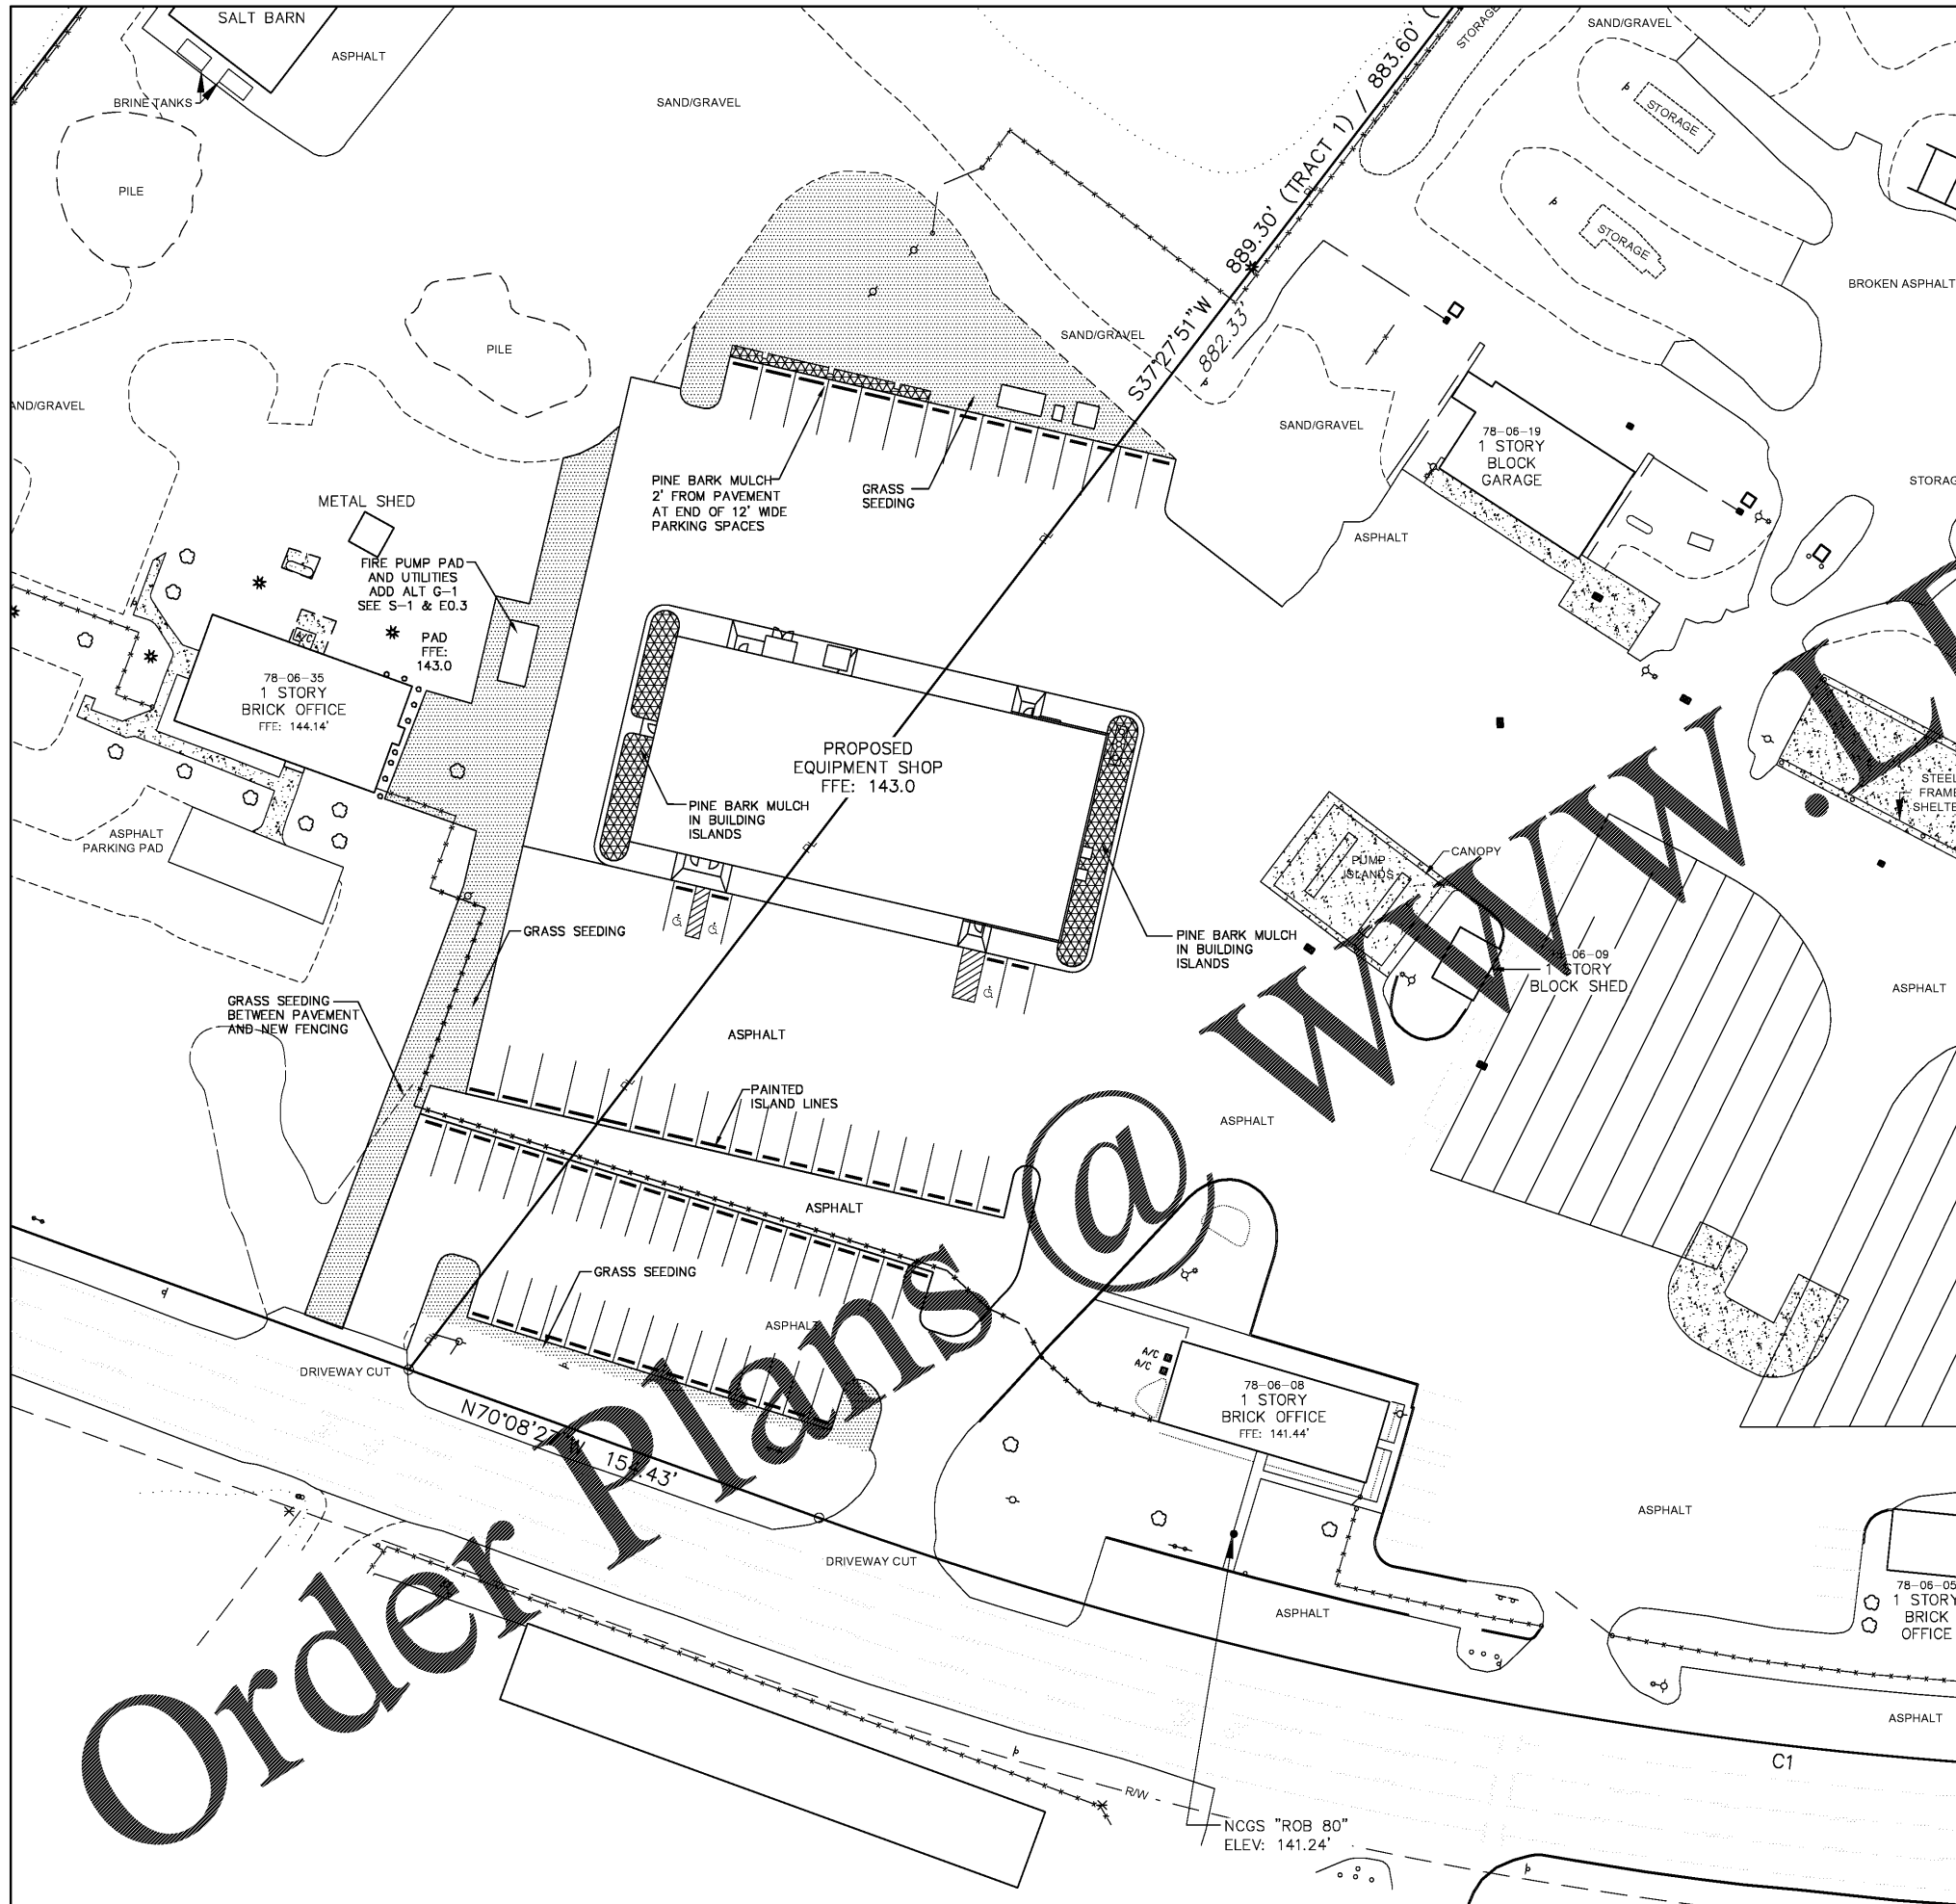 SALT BARN
ASPHALT
BRINE TANKS
PILE
SAND/GRAVEL
SAND/GRAVEL
STORAGE
STORAGE
STORAGE
BROKEN ASPHALT
S37°27'51"W 889.30' (TRACT 1) / 883.60' (
882.33'
SAND/GRAVEL
SAND/GRAVEL
PILE
AND/GRAVEL
78-06-19
1 STORY
BLOCK
GARAGE
STORAG
ASPHALT
PINE BARK MULCH
2' FROM PAVEMENT
AT END OF 12' WIDE
PARKING SPACES
GRASS
SEEDING
METAL SHED
FIRE PUMP PAD
AND UTILITIES
ADD ALT G-1
SEE S-1 & E0.3
PAD
FFE:
143.0
A/C
78-06-35
1 STORY
BRICK OFFICE
FFE: 144.14'
PROPOSED
EQUIPMENT SHOP
FFE: 143.0
PINE BARK MULCH
IN BUILDING
ISLANDS
ASPHALT
PARKING PAD
STEEL
FRAME
SHELTE
PUMP
ISLANDS
CANOPY
GRASS SEEDING
PINE BARK MULCH
IN BUILDING
ISLANDS
-06-09
1 STORY
BLOCK SHED
ASPHALT
GRASS SEEDING
BETWEEN PAVEMENT
AND NEW FENCING
ASPHALT
PAINTED
ISLAND LINES
ASPHALT
ASPHALT
GRASS SEEDING
ASPHALT
DRIVEWAY CUT
A/C
A/C
78-06-08
1 STORY
BRICK OFFICE
FFE: 141.44'
154.43'
DRIVEWAY CUT
ASPHALT
ASPHALT
78-06-05
1 STORY
BRICK
OFFICE
ASPHALT
C1
R/W
NCGS "ROB 80"
ELEV: 141.24'
Order Plans @ WWW